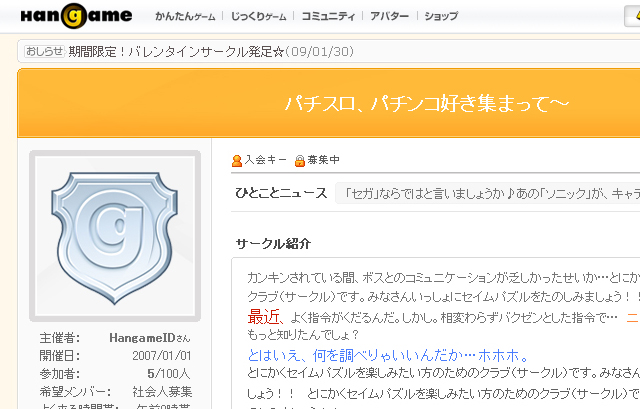 HANGAME かんたんゲーム じっくりゲーム コミュニティ アバター ショップ
おしらせ 期間限定！バレンタインサークル発足☆(09/01/30)
パチスロ、パチンコ好き集まって～
入会キー 募集中
ひとことニュース 「セガ」ならではと言いましょうか♪あの「ソニック」が、キャラ
サークル紹介
カンキンされている間、ボスとのコミュニケーションが乏しかったせいか…とにか
クラブ(サークル)です。みなさんいっしょにセイムパズルをたのしみましょう！！
最近、よく指令がくだるんだ。しかし。相変わらずバクゼンとした指令で… ニ
もっと知りたんでしょ？
とはいえ、何を調べりゃいいんだか…ホホホ。
とにかくセイムパズルを楽しみたい方のためのクラブ(サークル)です。みなさん
しょう！！ とにかくセイムパズルを楽しみたい方のためのクラブ(サークル)で
g
主催者: HangameIDさん
開催日: 2007/01/01
参加者: 5/100人
希望メンバー: 社会人募集
よく来る時間帯: 午前0時帯